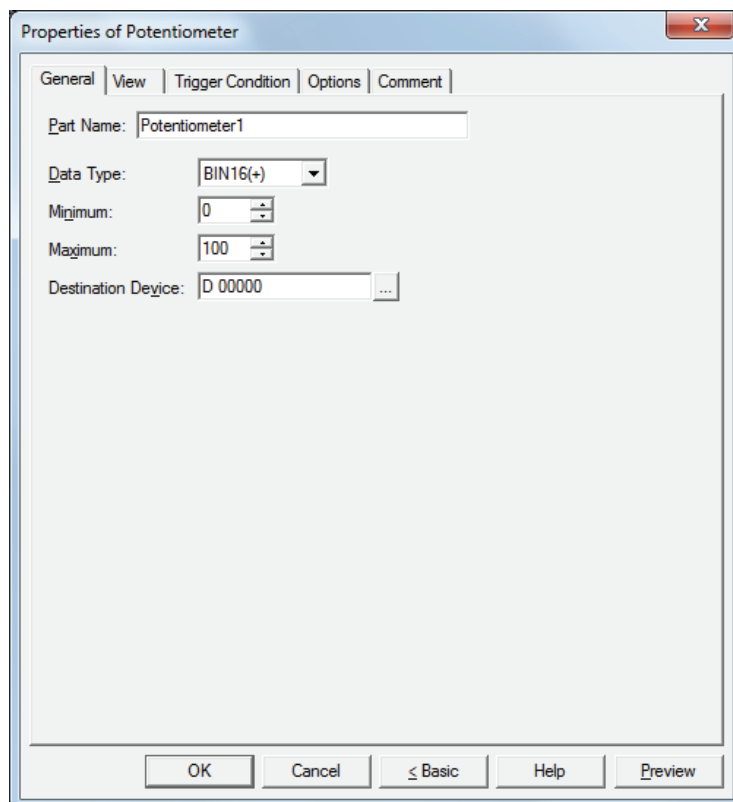 Properties of Potentiometer
General View Trigger Condition Options Comment
Part Name: Potentiometer1
Data Type: BIN16(+)
Minimum: 0
Maximum: 100
Destination Device: D 00000 ...
OK Cancel < Basic Help Preview